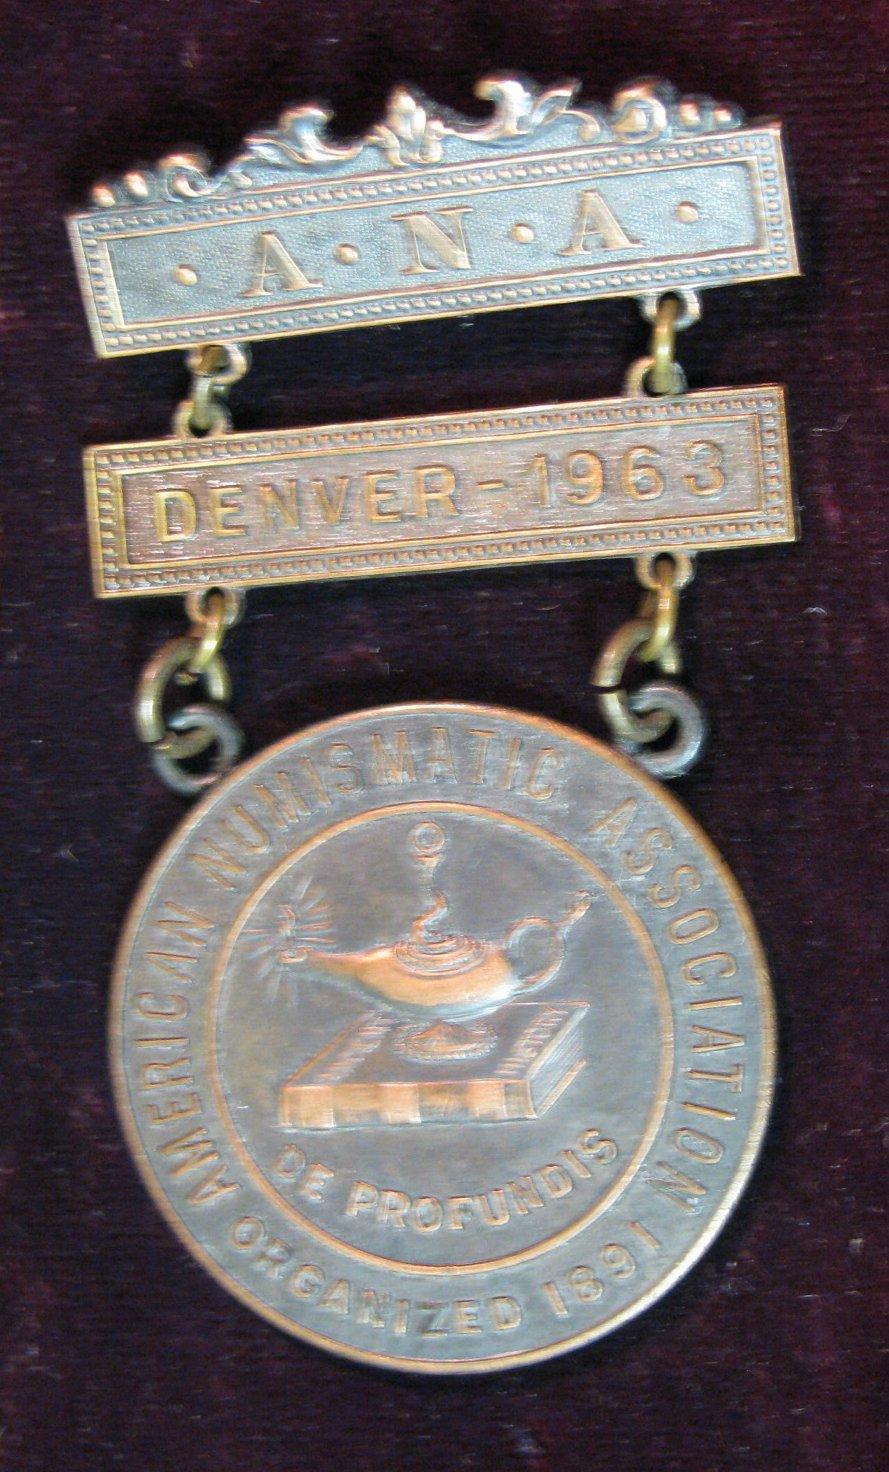 · A · N · A ·
DENVER - 1963
AMERICAN NUMISMATIC ASSOCIATION
DE PROFUNDIS
ORGANIZED 1891